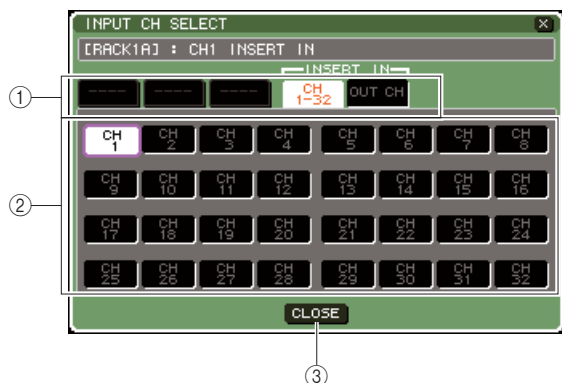 INPUT CH SELECT
[RACK1A] : CH1 INSERT IN
INSERT IN
① ---- ---- ---- CH 1-32 OUT CH
② CH 1 CH 2 CH 3 CH 4 CH 5 CH 6 CH 7 CH 8
CH 9 CH 10 CH 11 CH 12 CH 13 CH 14 CH 15 CH 16
CH 17 CH 18 CH 19 CH 20 CH 21 CH 22 CH 23 CH 24
CH 25 CH 26 CH 27 CH 28 CH 29 CH 30 CH 31 CH 32
CLOSE
③